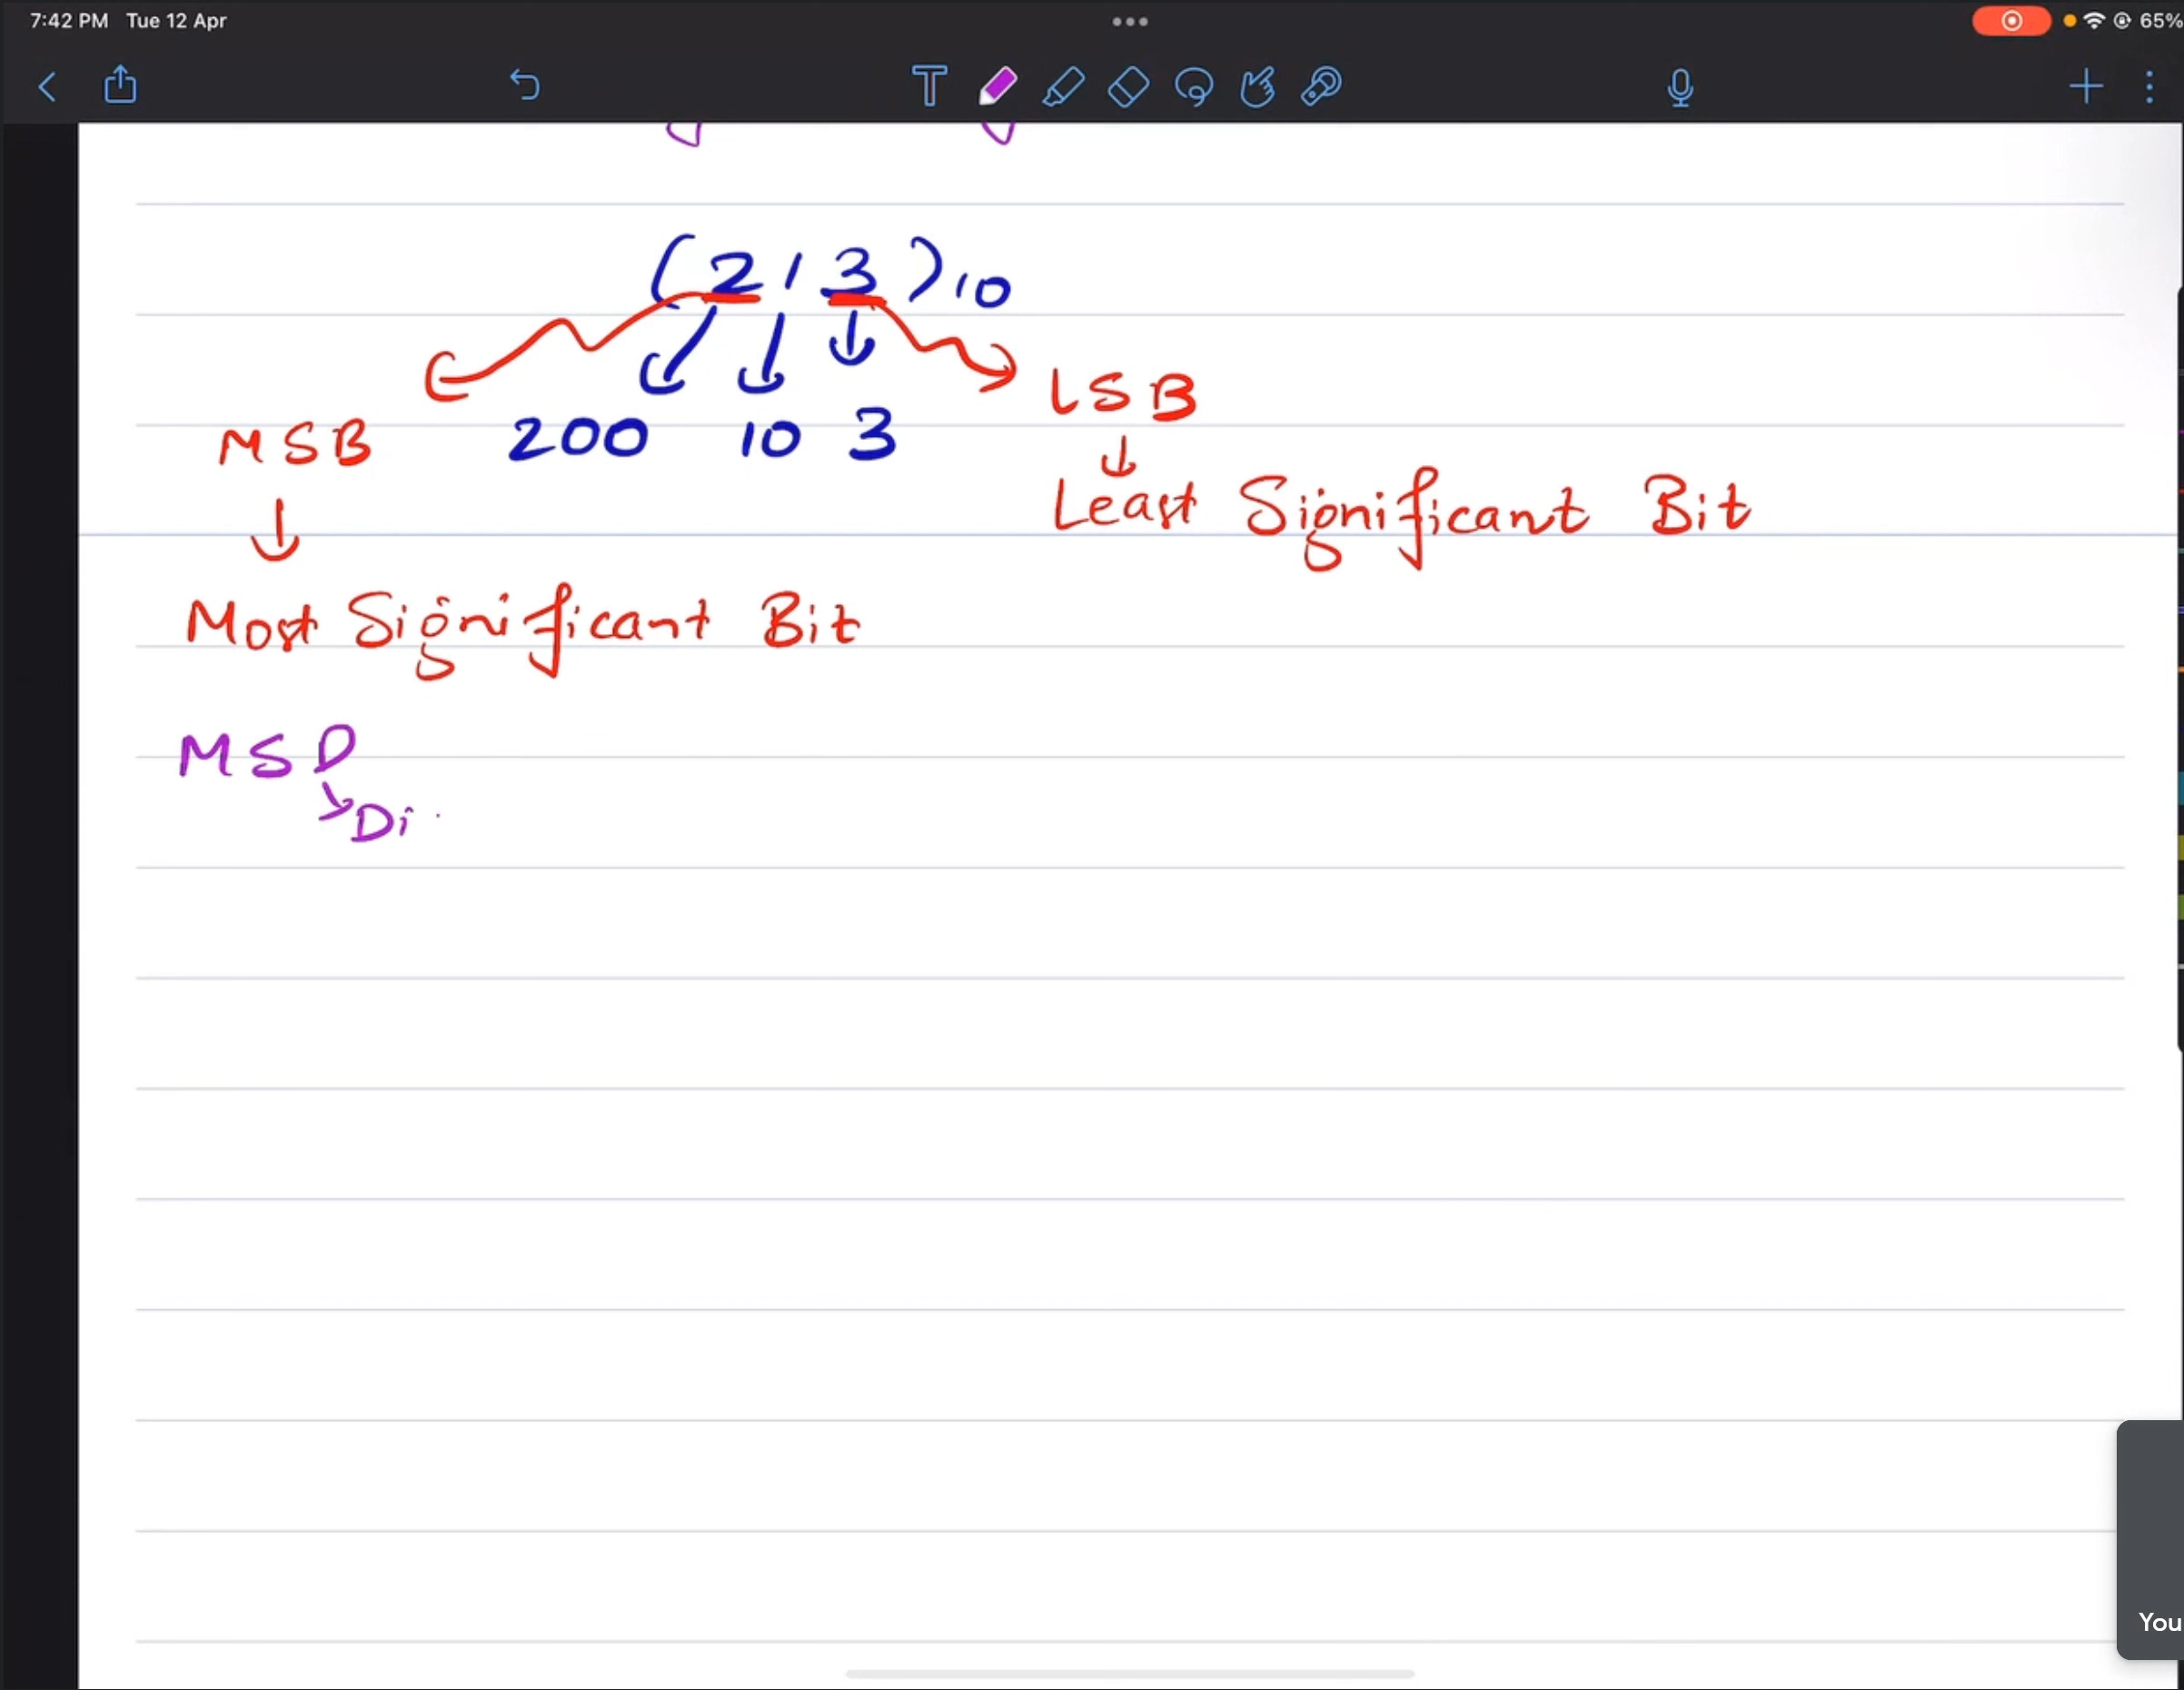 7:42 PM Tue 12 Apr
65%
(213)10
200 10 3
LSB
MSB
Least Significant Bit
Most Significant Bit
MSD
Di
You